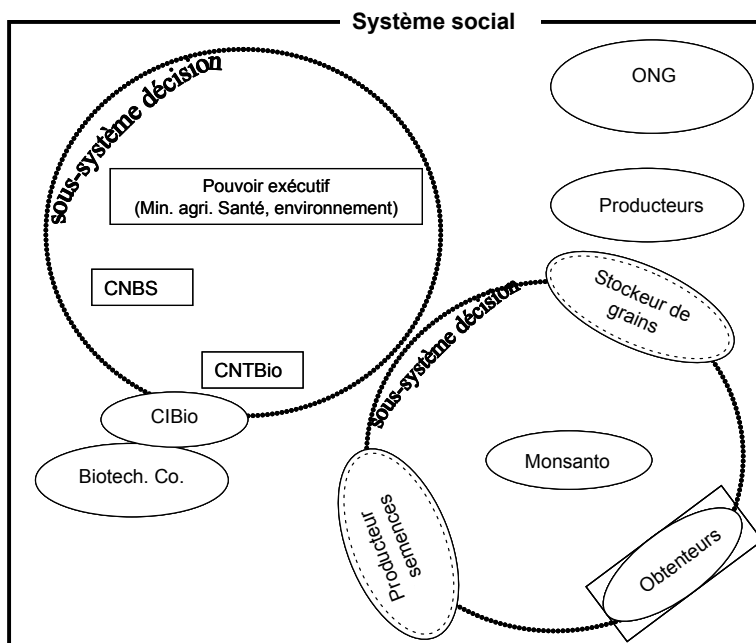 Système social
sous-système décision
ONG
Pouvoir exécutif
(Min. agri. Santé, environnement)
Producteurs
CNBS
Stockeur de
grains
sous-système décision
CNTBio
CIBio
Biotech. Co.
Monsanto
Producteur
semences
Obtenteurs